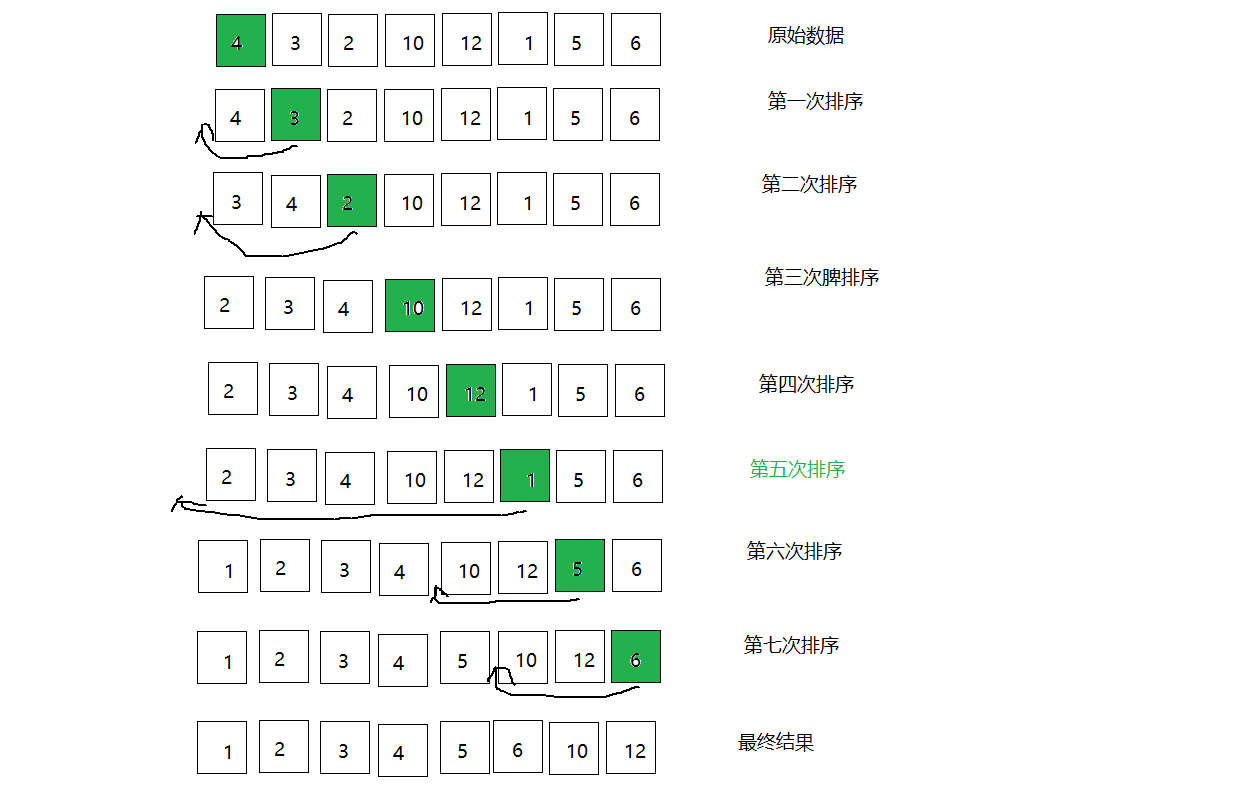 4 3 2 10 12 1 5 6 原始数据
4 3 2 10 12 1 5 6 第一次排序
3 4 2 10 12 1 5 6 第二次排序
2 3 4 10 12 1 5 6 第三次脾排序
2 3 4 10 12 1 5 6 第四次排序
2 3 4 10 12 1 5 6 第五次排序
1 2 3 4 10 12 5 6 第六次排序
1 2 3 4 5 10 12 6 第七次排序
1 2 3 4 5 6 10 12 最终结果